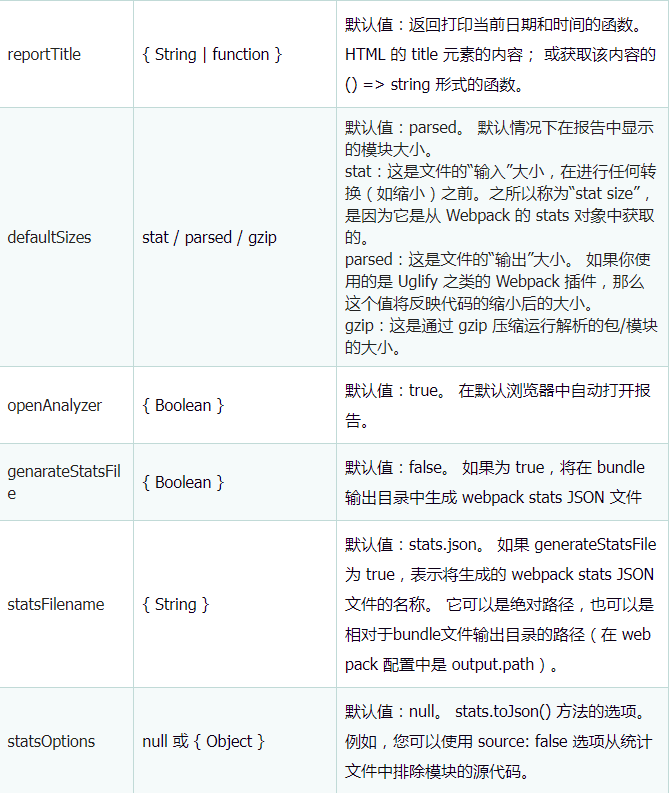 reportTitle
{ String | function }
默认值：返回打印当前日期和时间的函数。
HTML 的 title 元素的内容； 或获取该内容的
() => string 形式的函数。
defaultSizes
stat / parsed / gzip
默认值：parsed。 默认情况下在报告中显示
的模块大小。
stat：这是文件的“输入”大小，在进行任何转
换（如缩小）之前。之所以称为“stat size”，
是因为它是从 Webpack 的 stats 对象中获取
的。
parsed：这是文件的“输出”大小。 如果你
使用的是 Uglify 之类的 Webpack 插件，那么
这个值将反映代码的缩小后的大小。
gzip：这是通过 gzip 压缩运行解析的包/模块
的大小。
openAnalyzer
{ Boolean }
默认值：true。 在默认浏览器中自动打开报
告。
genarateStatsFil
e
{ Boolean }
默认值：false。 如果为 true，将在 bundle
输出目录中生成 webpack stats JSON 文件
statsFilename
{ String }
默认值：stats.json。 如果 generateStatsFile
为 true，表示将生成的 webpack stats JSON
文件的名称。 它可以是绝对路径，也可以是
相对于bundle文件输出目录的路径（在 web
pack 配置中是 output.path）。
statsOptions
null 或 { Object }
默认值：null。 stats.toJson() 方法的选项。
例如，您可以使用 source: false 选项从统计
文件中排除模块的源代码。